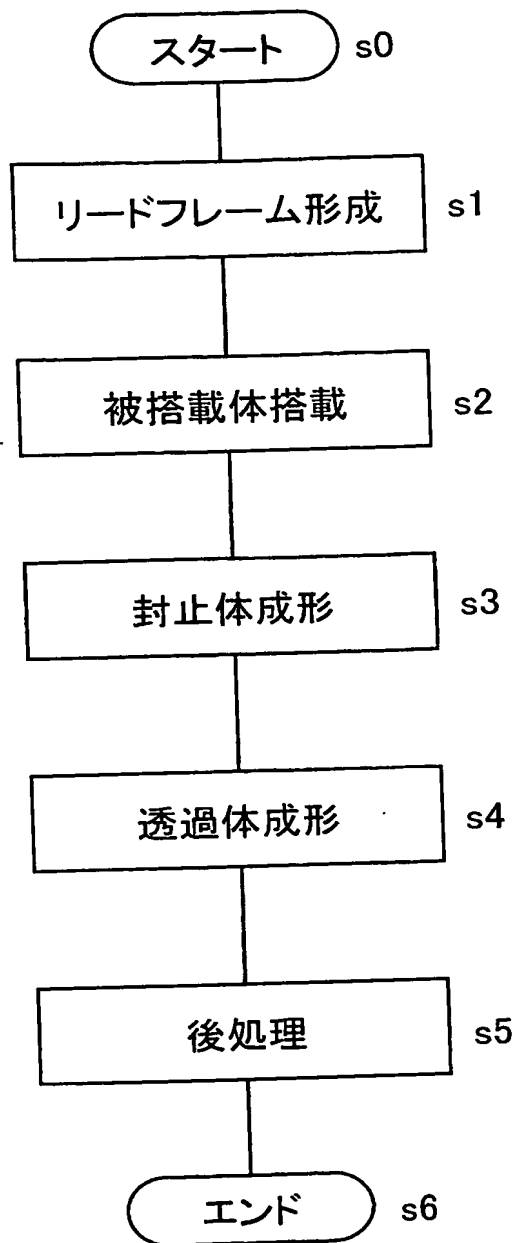 スタート s0
リードフレーム形成 s1
被搭載体搭載 s2
封止体成形 s3
透過体成形 s4
後処理 s5
エンド s6